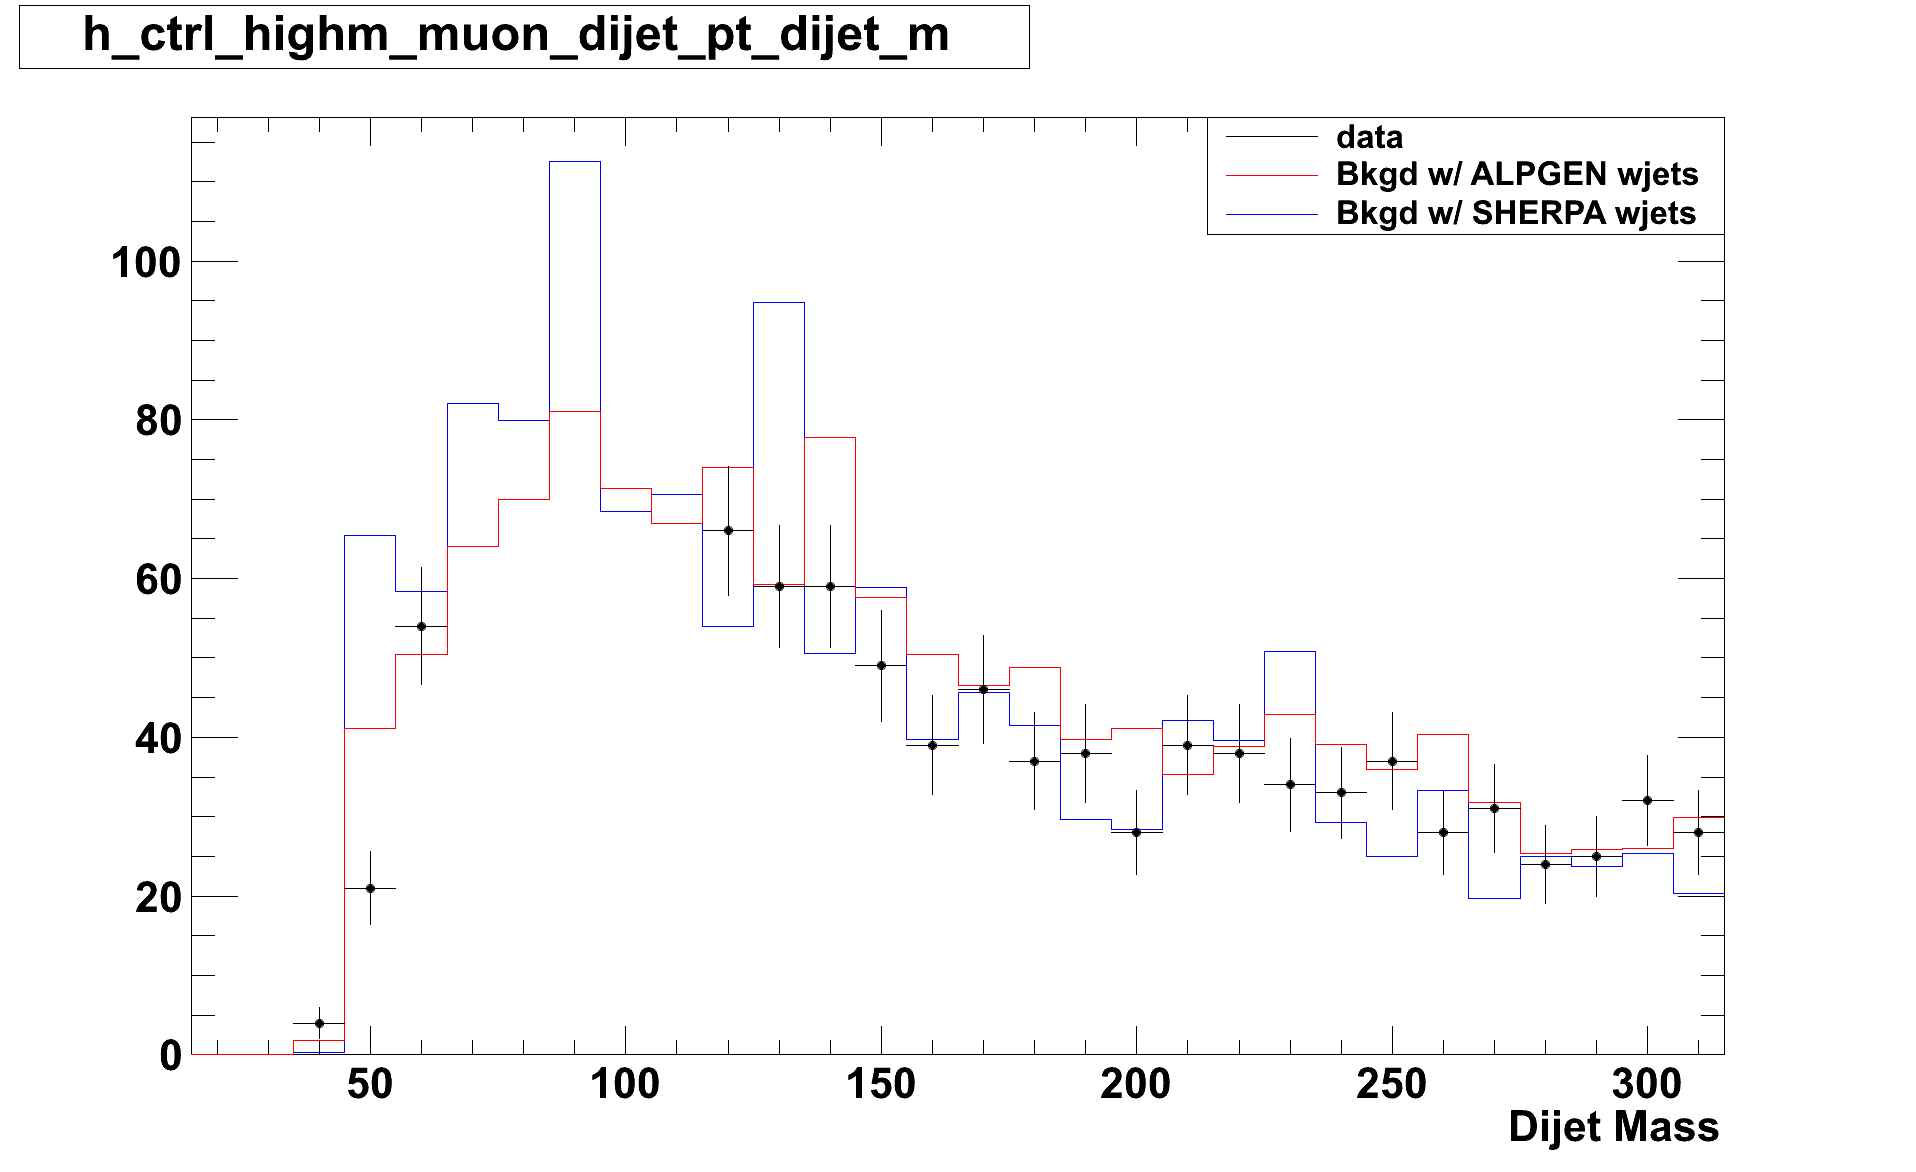 h_ctrl_highm_muon_dijet_pt_dijet_m
data
Bkgd w/ ALPGEN wjets
Bkgd w/ SHERPA wjets
100
80
60
40
20
0
50 100 150 200 250 300
Dijet Mass